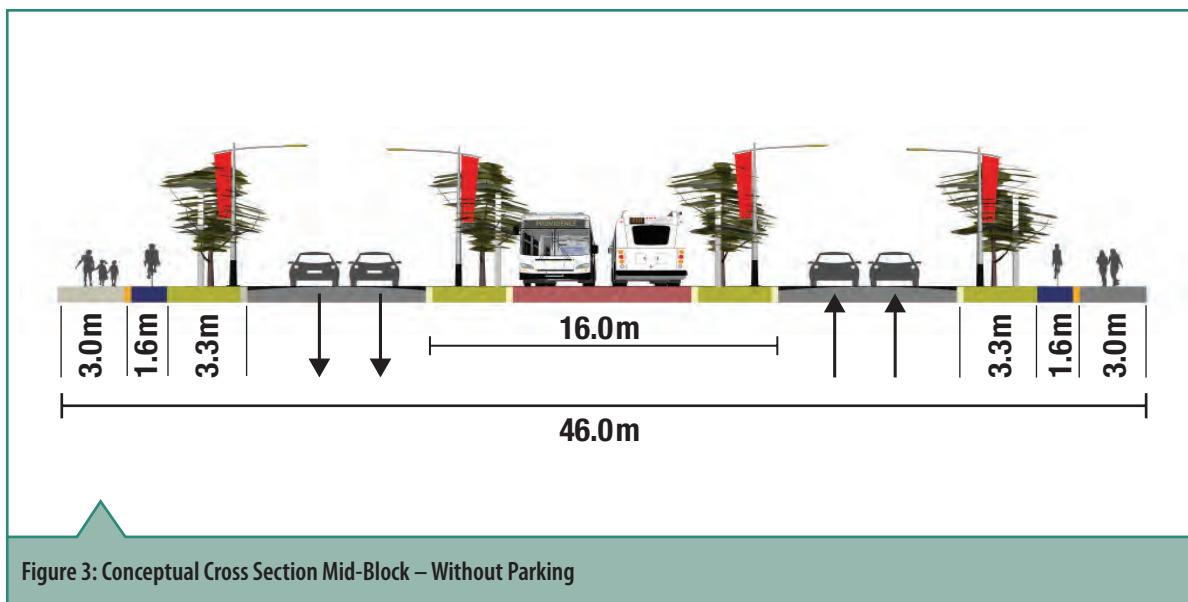 PROVIDENCE
3.0m
1.6m
3.3m
16.0m
3.3m
1.6m
3.0m
46.0m
Figure 3: Conceptual Cross Section Mid-Block – Without Parking